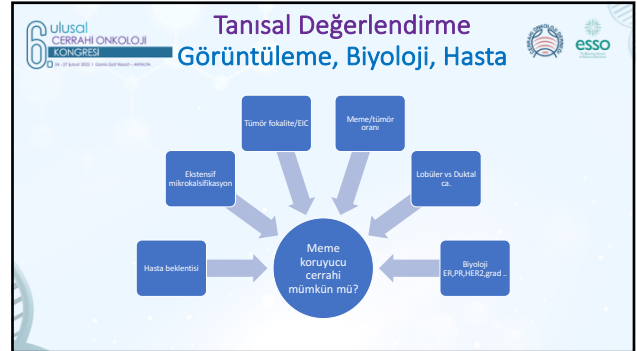 6.
ulusal
CERRAHİ ONKOLOJİ
KONGRESİ
Tanısal Değerlendirme
Görüntüleme, Biyoloji, Hasta
esso
Tümör fokalite/EIC
Meme/tümör
oranı
Ekstensif
mikrokalsifikasyon
Lobüler vs Duktal
ca.
Hasta beklentisi
Meme
koruyucu
cerrahi
mümkün mü?
Biyoloji
ER,PR,HER2,grad ..